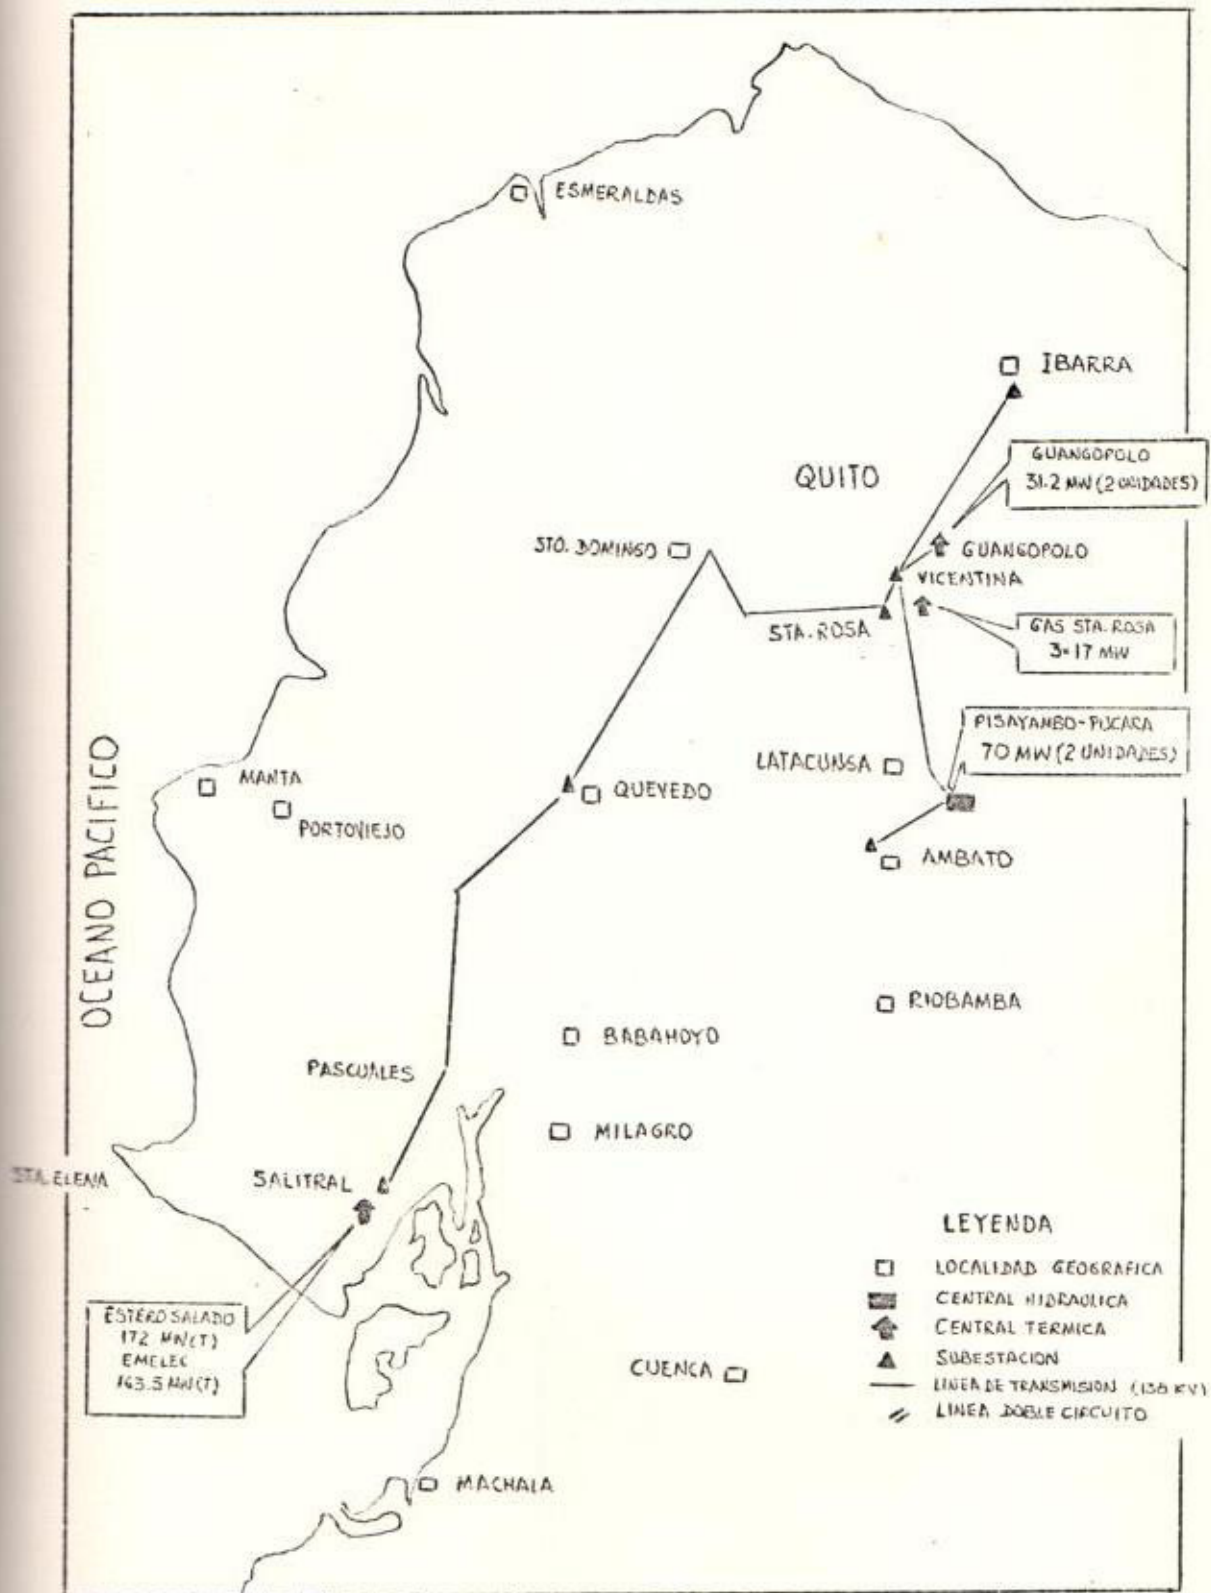 ESMERALDAS
IBARRA
QUITO
GUANGOPOLO
31.2 MW (2 UNIDADES)
STO. DOMINGO
GUANGOPOLO
VICENTINA
STA. ROSA
GAS STA. ROSA
3×17 MW
PISAYAMBO-PUCARA
70 MW (2 UNIDADES)
LATACUNGA
MANTA
QUEVEDO
PORTOVIEJO
AMBATO
OCEANO PACIFICO
RIOBAMBA
BABAHOYO
PASCUALES
MILAGRO
STA. ELENA
SALITRAL
LEYENDA
LOCALIDAD GEOGRAFICA
CENTRAL HIDRAULICA
CENTRAL TERMICA
SUBESTACION
LINEA DE TRANSMISION (138 KV)
LINEA DOBLE CIRCUITO
ESTERO SALADO
172 MW(T)
EMELEC
163.5 MW(T)
CUENCA
MACHALA